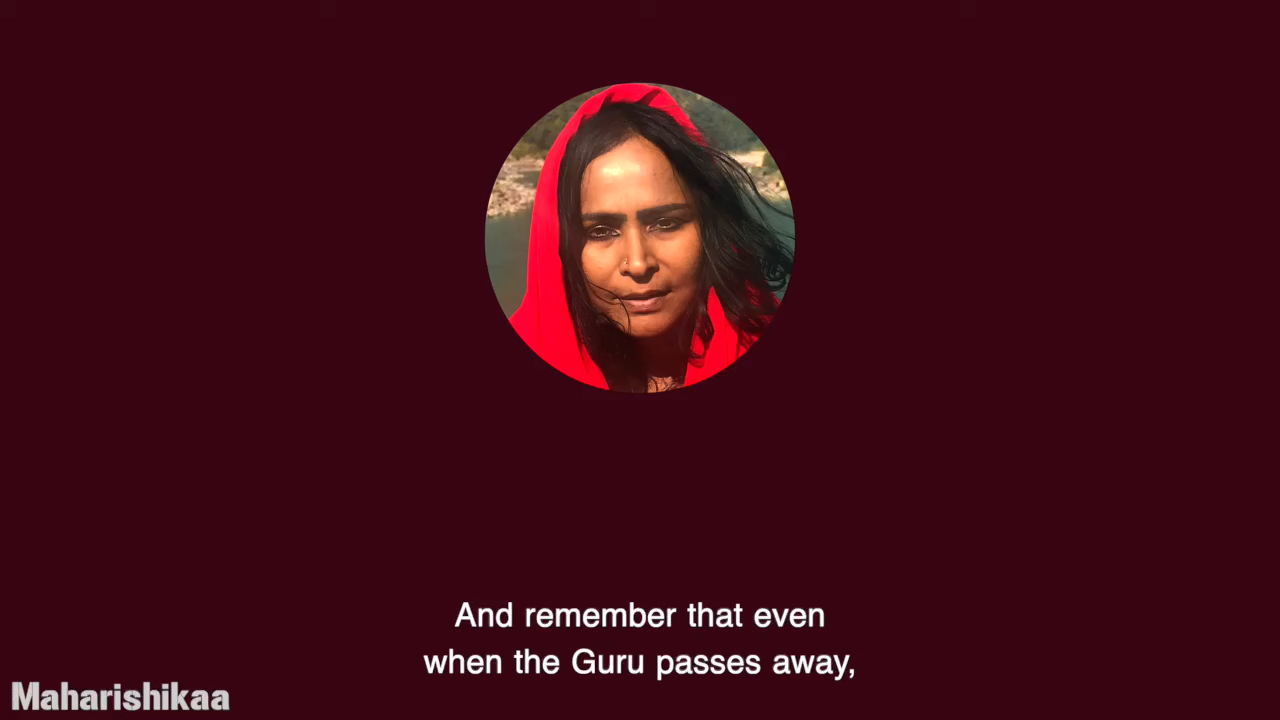 And remember that even
when the Guru passes away,
Maharishikaa